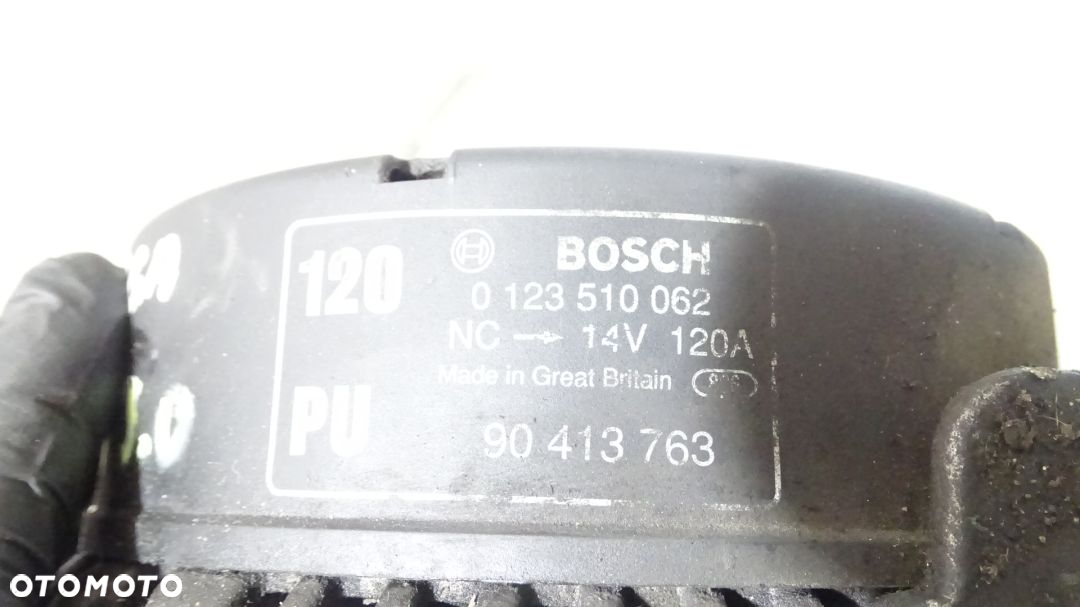 120
BOSCH
0 123 510 062
NC → 14V 120A
Made in Great Britain
PU
90 413 763
OTOMOTO